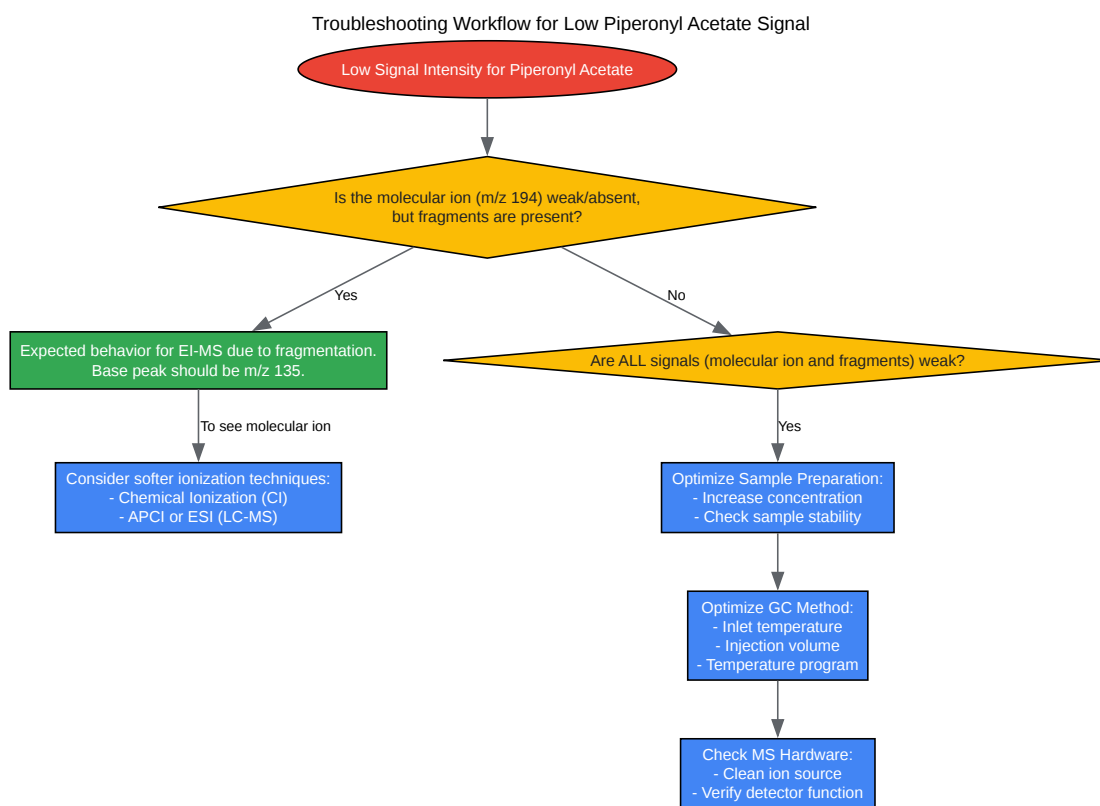 Troubleshooting Workflow for Low Piperonyl Acetate Signal
Low Signal Intensity for Piperonyl Acetate
Is the molecular ion (m/z 194) weak/absent,
but fragments are present?
Yes
No
Expected behavior for EI-MS due to fragmentation.
Base peak should be m/z 135.
Are ALL signals (molecular ion and fragments) weak?
To see molecular ion
Yes
Consider softer ionization techniques:
- Chemical Ionization (CI)
- APCI or ESI (LC-MS)
Optimize Sample Preparation:
- Increase concentration
- Check sample stability
Optimize GC Method:
- Inlet temperature
- Injection volume
- Temperature program
Check MS Hardware:
- Clean ion source
- Verify detector function